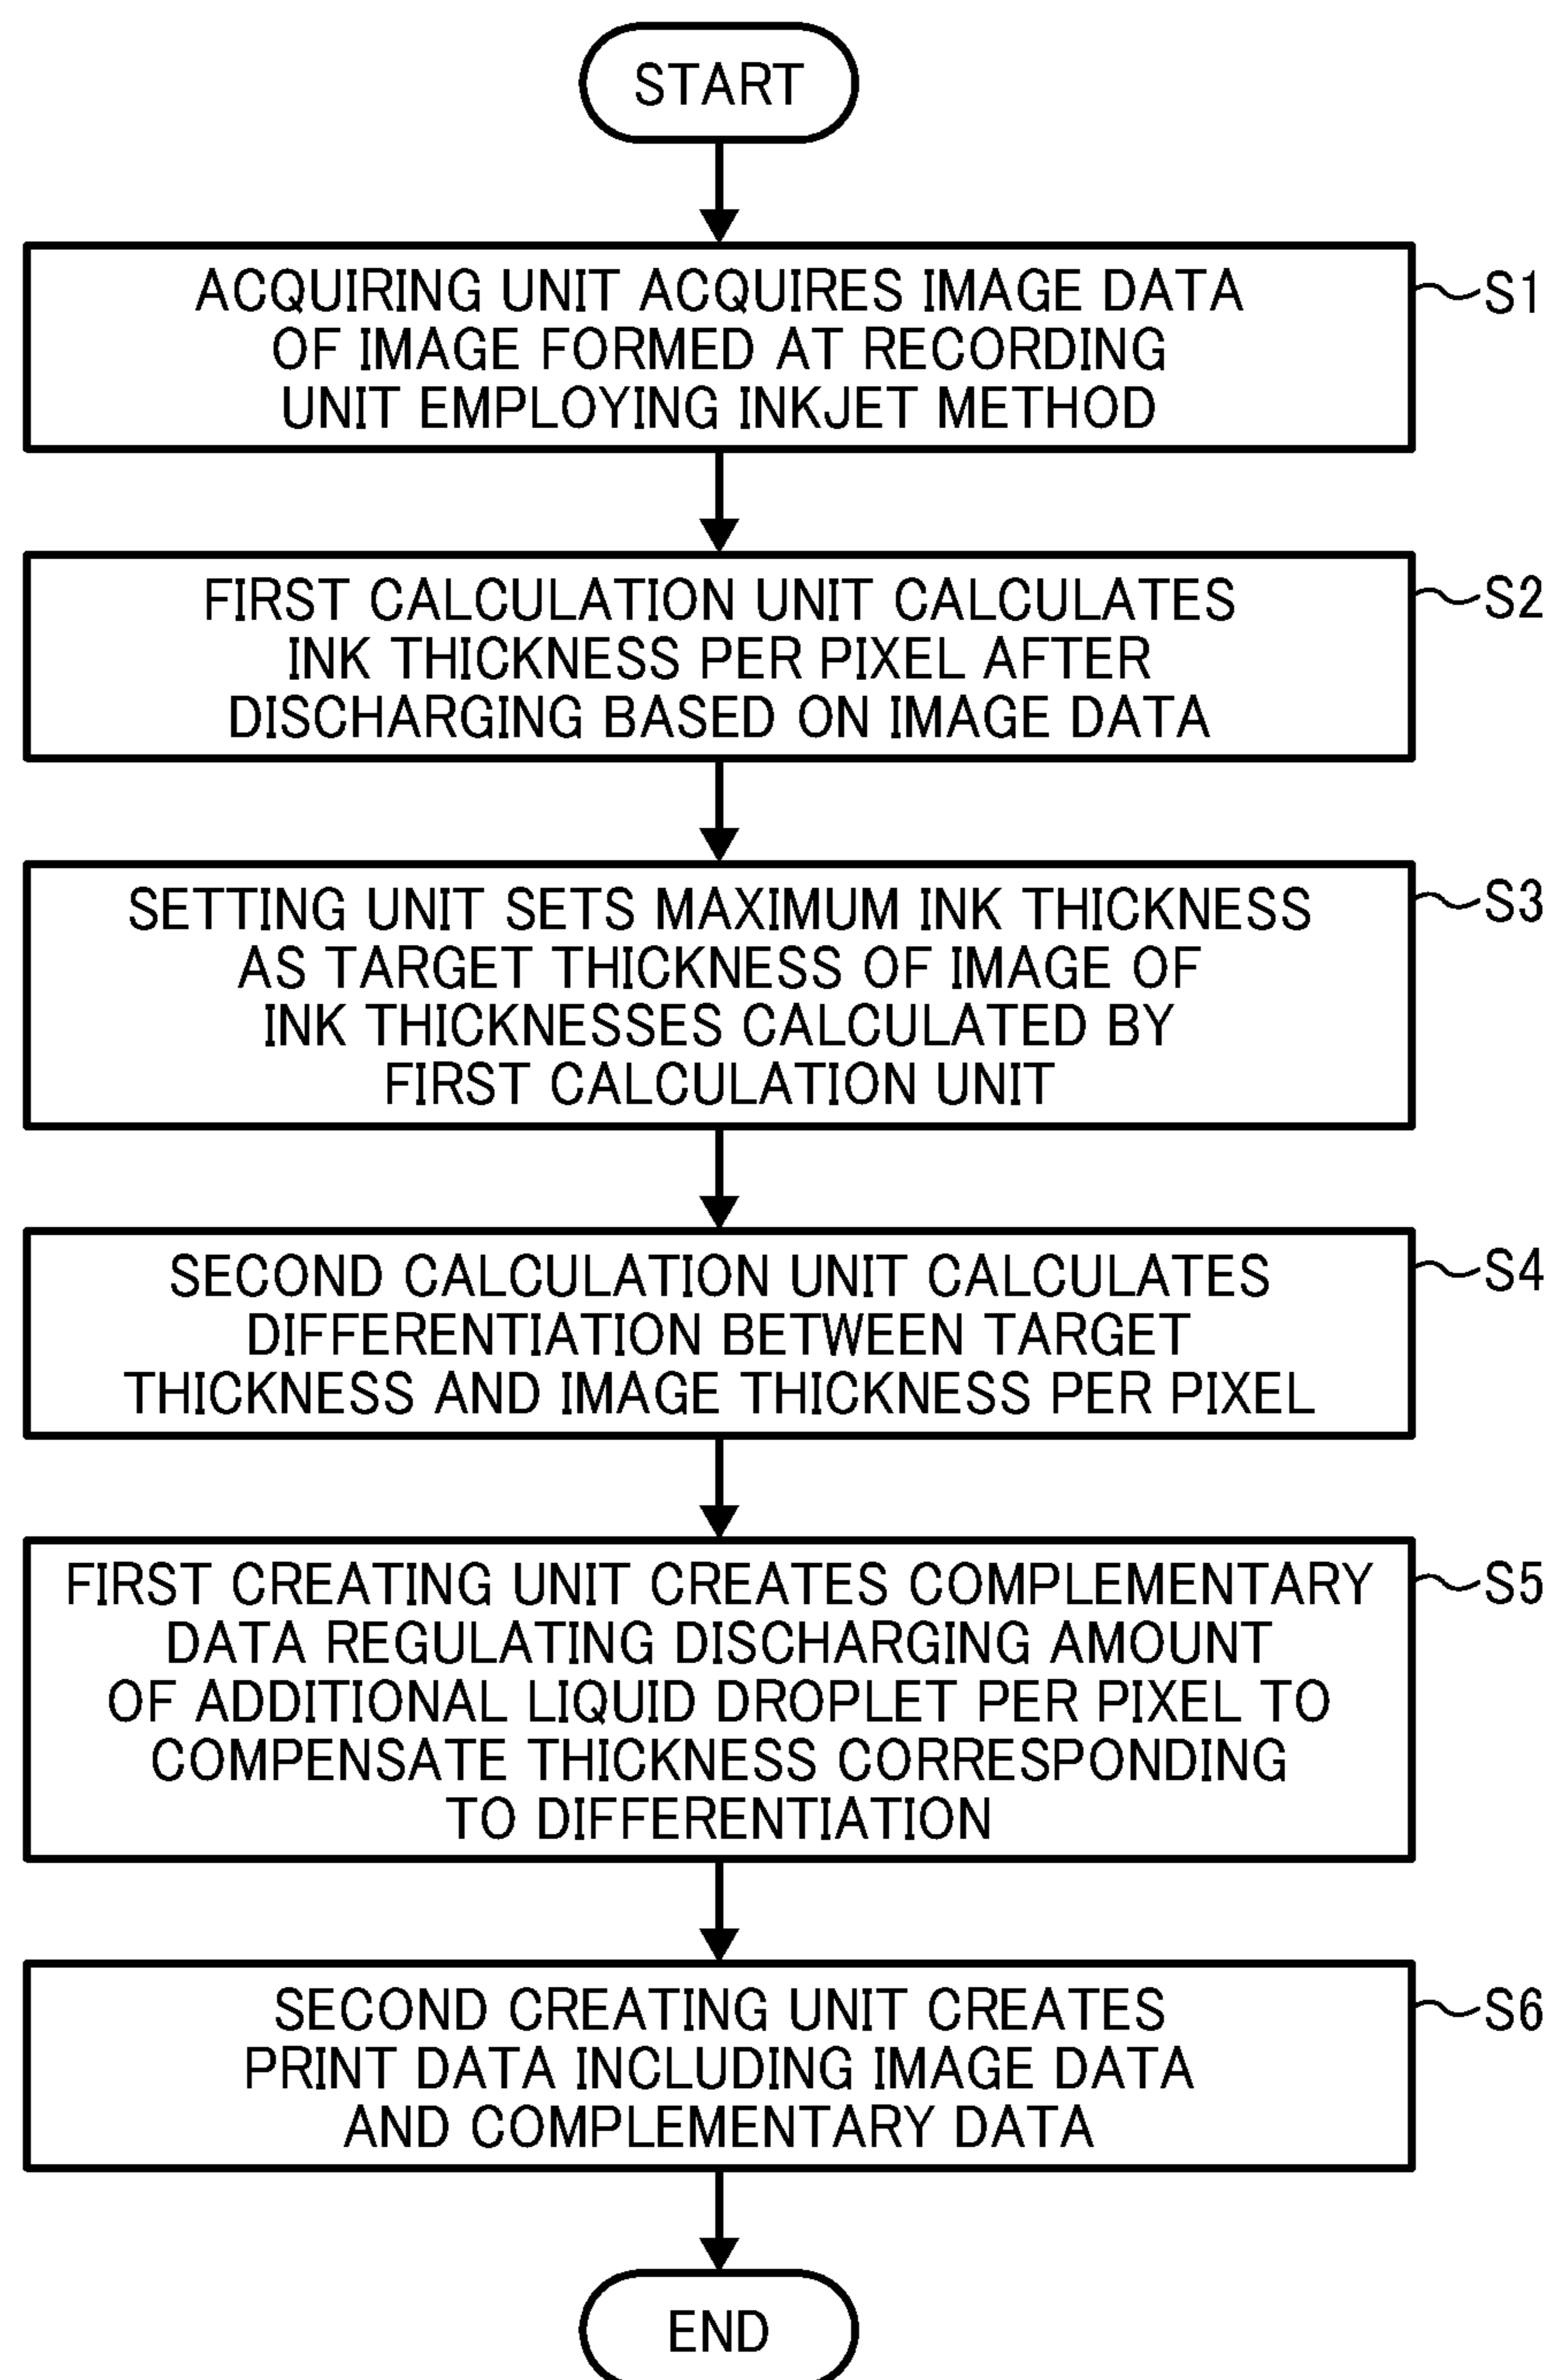 START
ACQUIRING UNIT ACQUIRES IMAGE DATA
OF IMAGE FORMED AT RECORDING
UNIT EMPLOYING INKJET METHOD
S1
FIRST CALCULATION UNIT CALCULATES
INK THICKNESS PER PIXEL AFTER
DISCHARGING BASED ON IMAGE DATA
S2
SETTING UNIT SETS MAXIMUM INK THICKNESS
AS TARGET THICKNESS OF IMAGE OF
INK THICKNESSES CALCULATED BY
FIRST CALCULATION UNIT
S3
SECOND CALCULATION UNIT CALCULATES
DIFFERENTIATION BETWEEN TARGET
THICKNESS AND IMAGE THICKNESS PER PIXEL
S4
FIRST CREATING UNIT CREATES COMPLEMENTARY
DATA REGULATING DISCHARGING AMOUNT
OF ADDITIONAL LIQUID DROPLET PER PIXEL TO
COMPENSATE THICKNESS CORRESPONDING
TO DIFFERENTIATION
S5
SECOND CREATING UNIT CREATES
PRINT DATA INCLUDING IMAGE DATA
AND COMPLEMENTARY DATA
S6
END